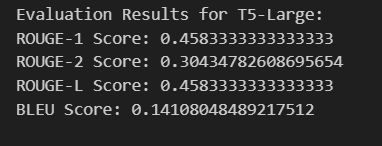 Evaluation Results for T5-Large:
ROUGE-1 Score: 0.4583333333333333
ROUGE-2 Score: 0.30434782608695654
ROUGE-L Score: 0.4583333333333333
BLEU Score: 0.14108048489217512